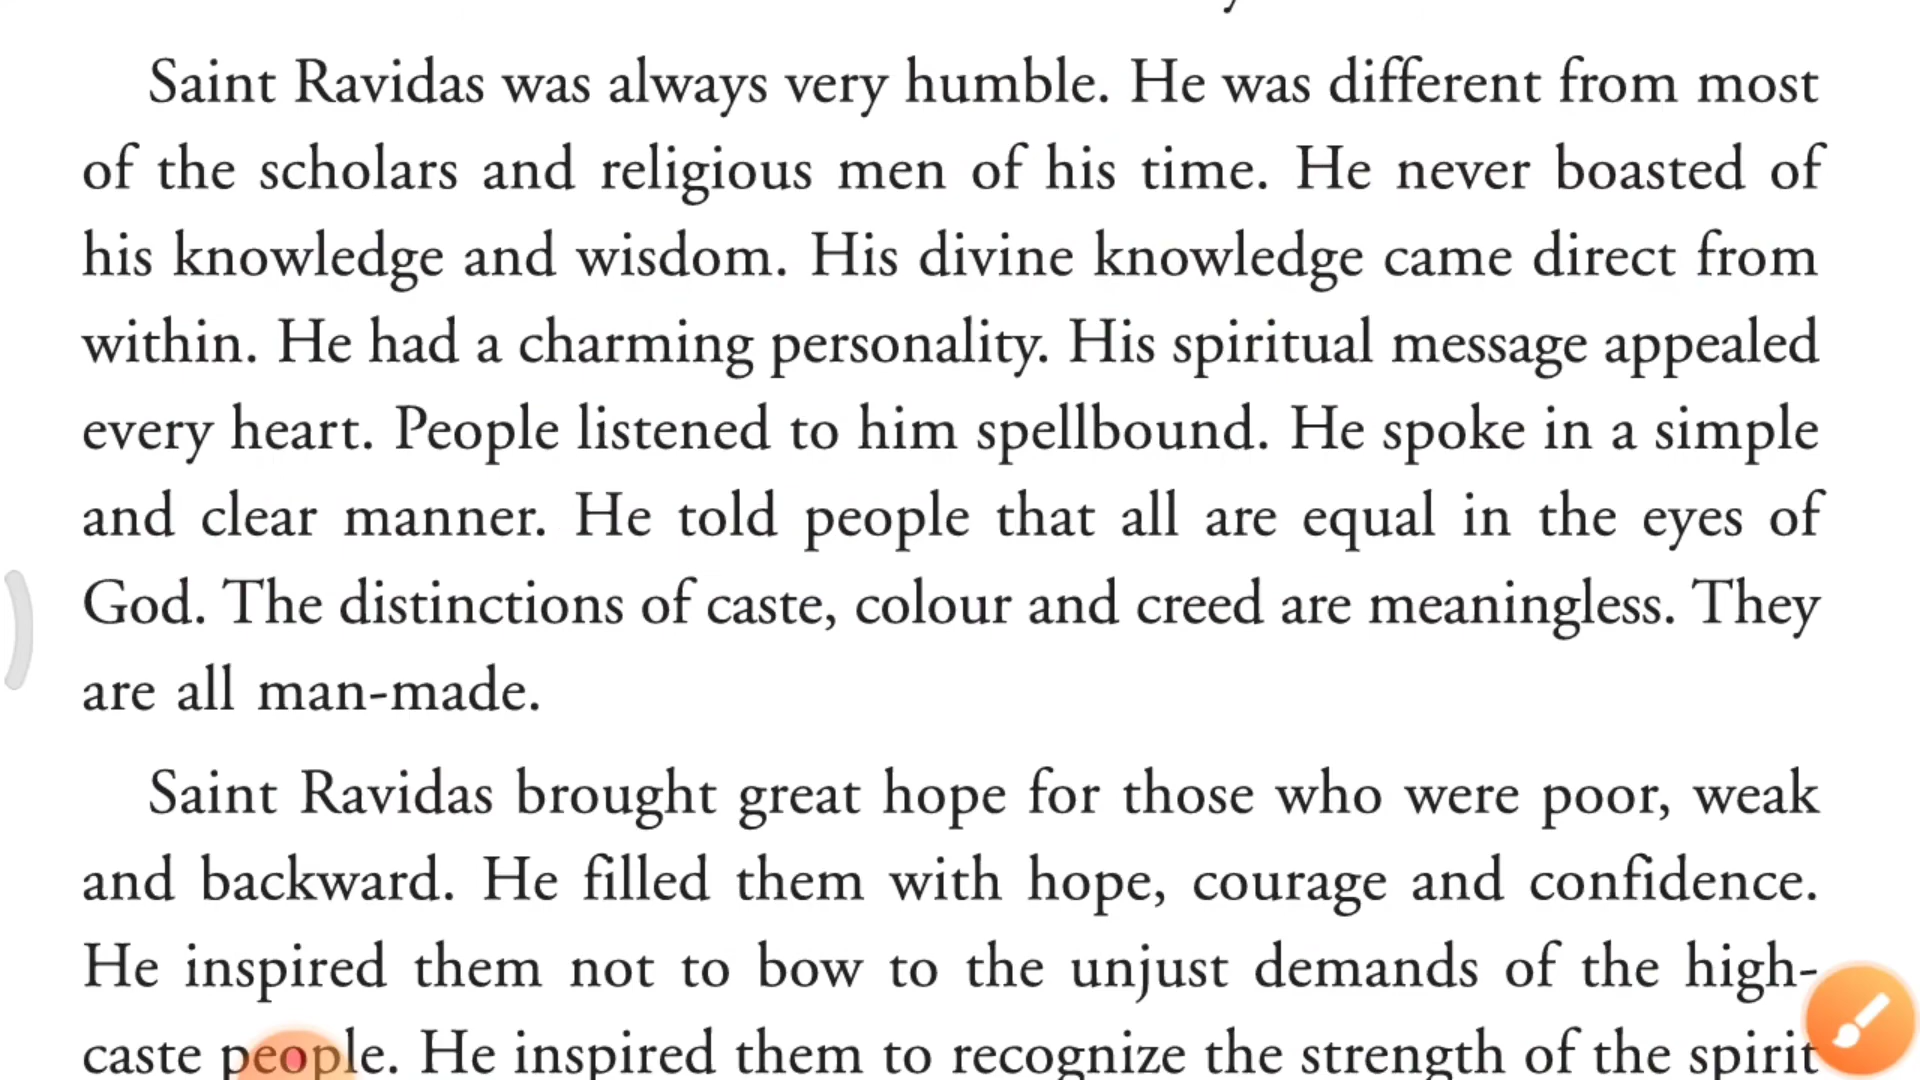 Saint Ravidas was always very humble. He was different from most
of the scholars and religious men of his time. He never boasted of
his knowledge and wisdom. His divine knowledge came direct from
within. He had a charming personality. His spiritual message appealed
every heart. People listened to him spellbound. He spoke in a simple
and clear manner. He told people that all are equal in the eyes of
God. The distinctions of caste, colour and creed are meaningless. They
are all man-made.
Saint Ravidas brought great hope for those who were poor, weak
and backward. He filled them with hope, courage and confidence.
He inspired them not to bow to the unjust demands of the high-
caste people. He inspired them to recognize the strength of the spirit